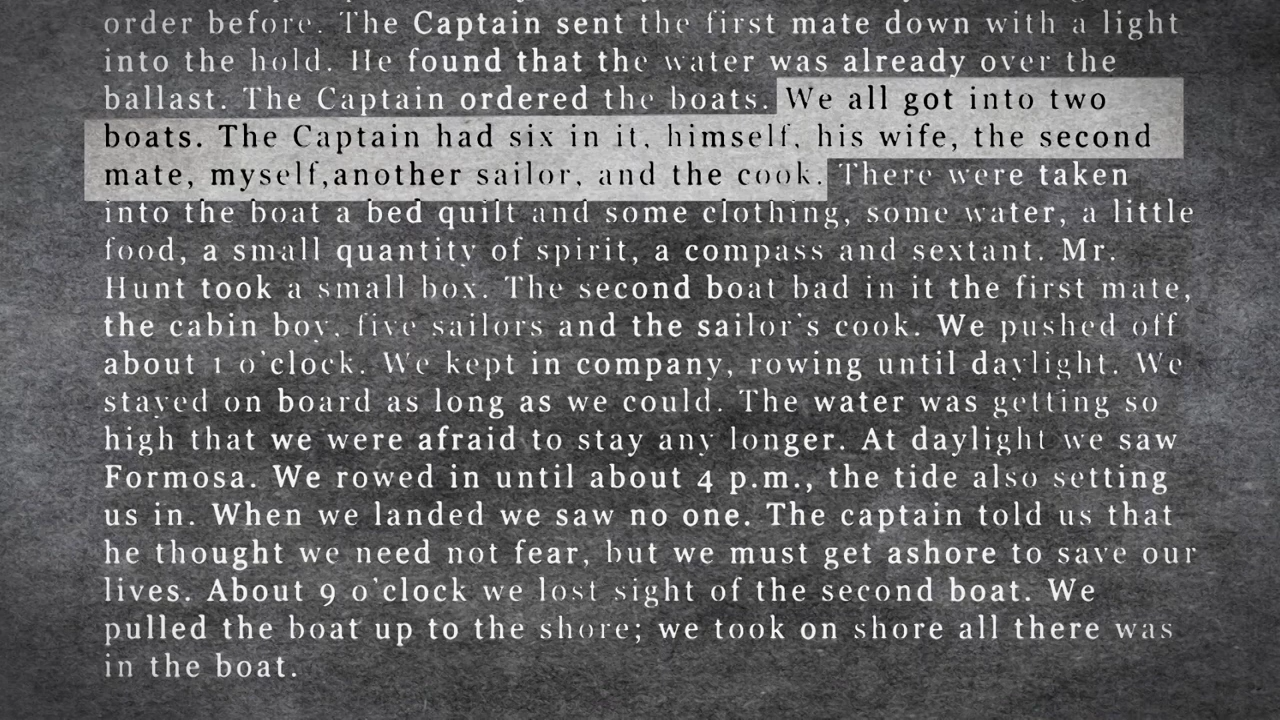 order before. The Captain sent the first mate down with a light
into the hold. He found that the water was already over the
ballast. The Captain ordered the boats. We all got into two
boats. The Captain had six in it, himself, his wife, the second
mate, myself,another sailor, and the cook. There were taken
into the boat a bed quilt and some clothing, some water, a little
food, a small quantity of spirit, a compass and sextant. Mr.
Hunt took a small box. The second boat bad in it the first mate,
the cabin boy, five sailors and the sailor's cook. We pushed off
about 1 o'clock. We kept in company, rowing until daylight. We
stayed on board as long as we could. The water was getting so
high that we were afraid to stay any longer. At daylight we saw
Formosa. We rowed in until about 4 p.m., the tide also setting
us in. When we landed we saw no one. The captain told us that
he thought we need not fear, but we must get ashore to save our
lives. About 9 o'clock we lost sight of the second boat. We
pulled the boat up to the shore; we took on shore all there was
in the boat.